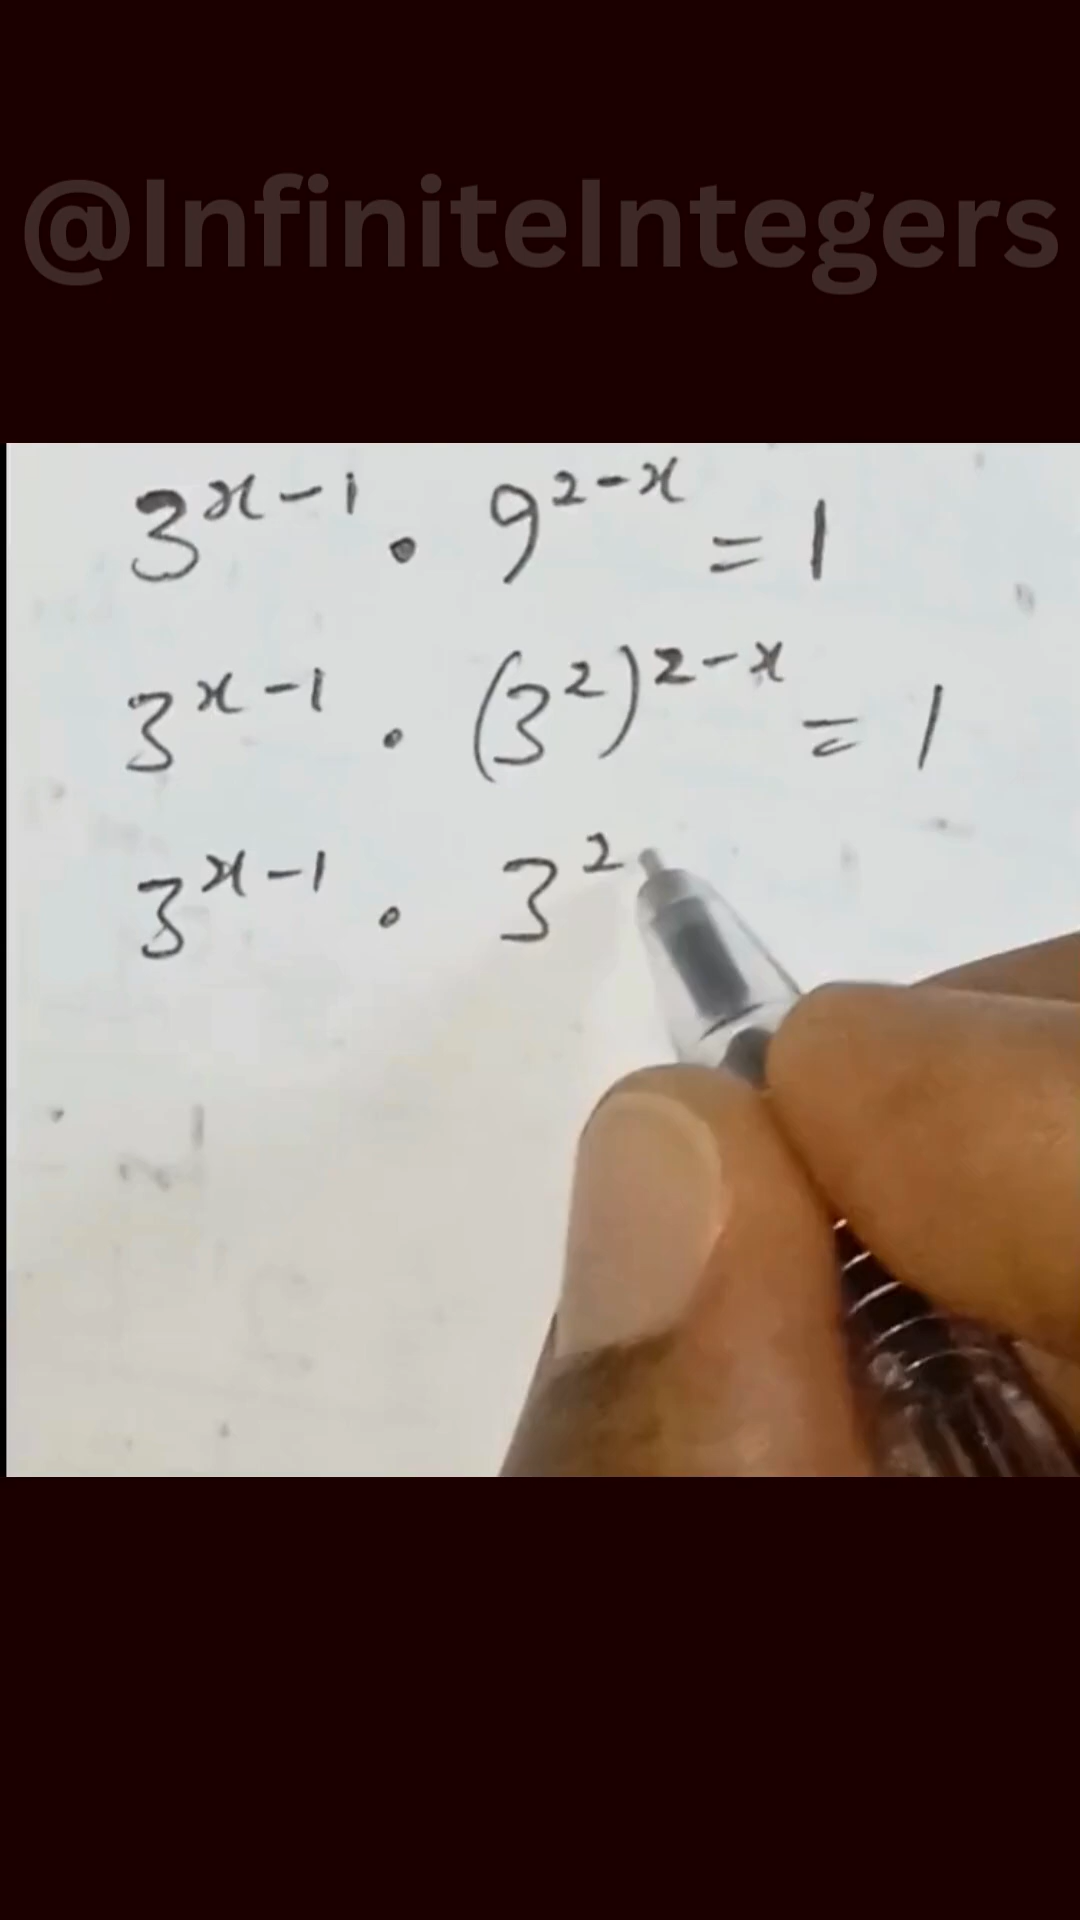 @InfiniteIntegers
3^{x-1} . 9^{2-x} = 1
3^{x-1} . (3^2)^{2-x} = 1
3^{x-1} . 3^2